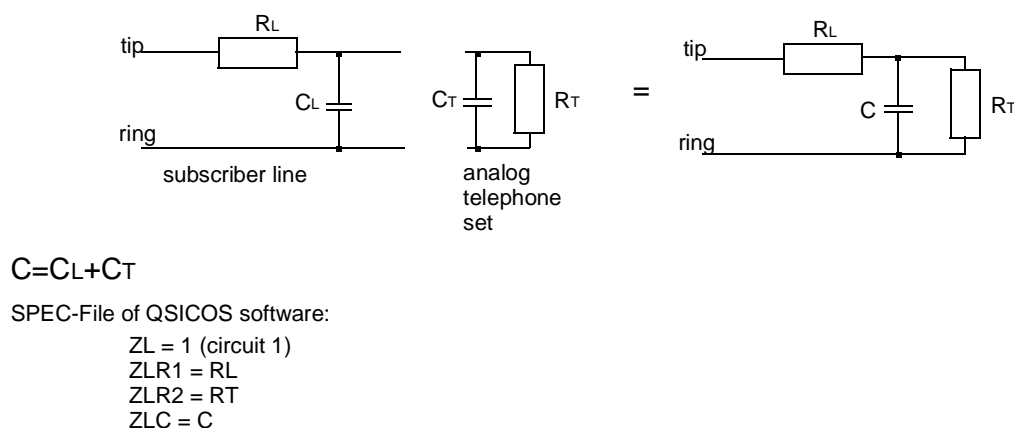 RL
tip
CL
ring
subscriber line
CT
RT
analog
telephone
set
=
RL
tip
C
RT
ring
C=CL+CT
SPEC-File of QSICOS software:
ZL = 1 (circuit 1)
ZLR1 = RL
ZLR2 = RT
ZLC = C